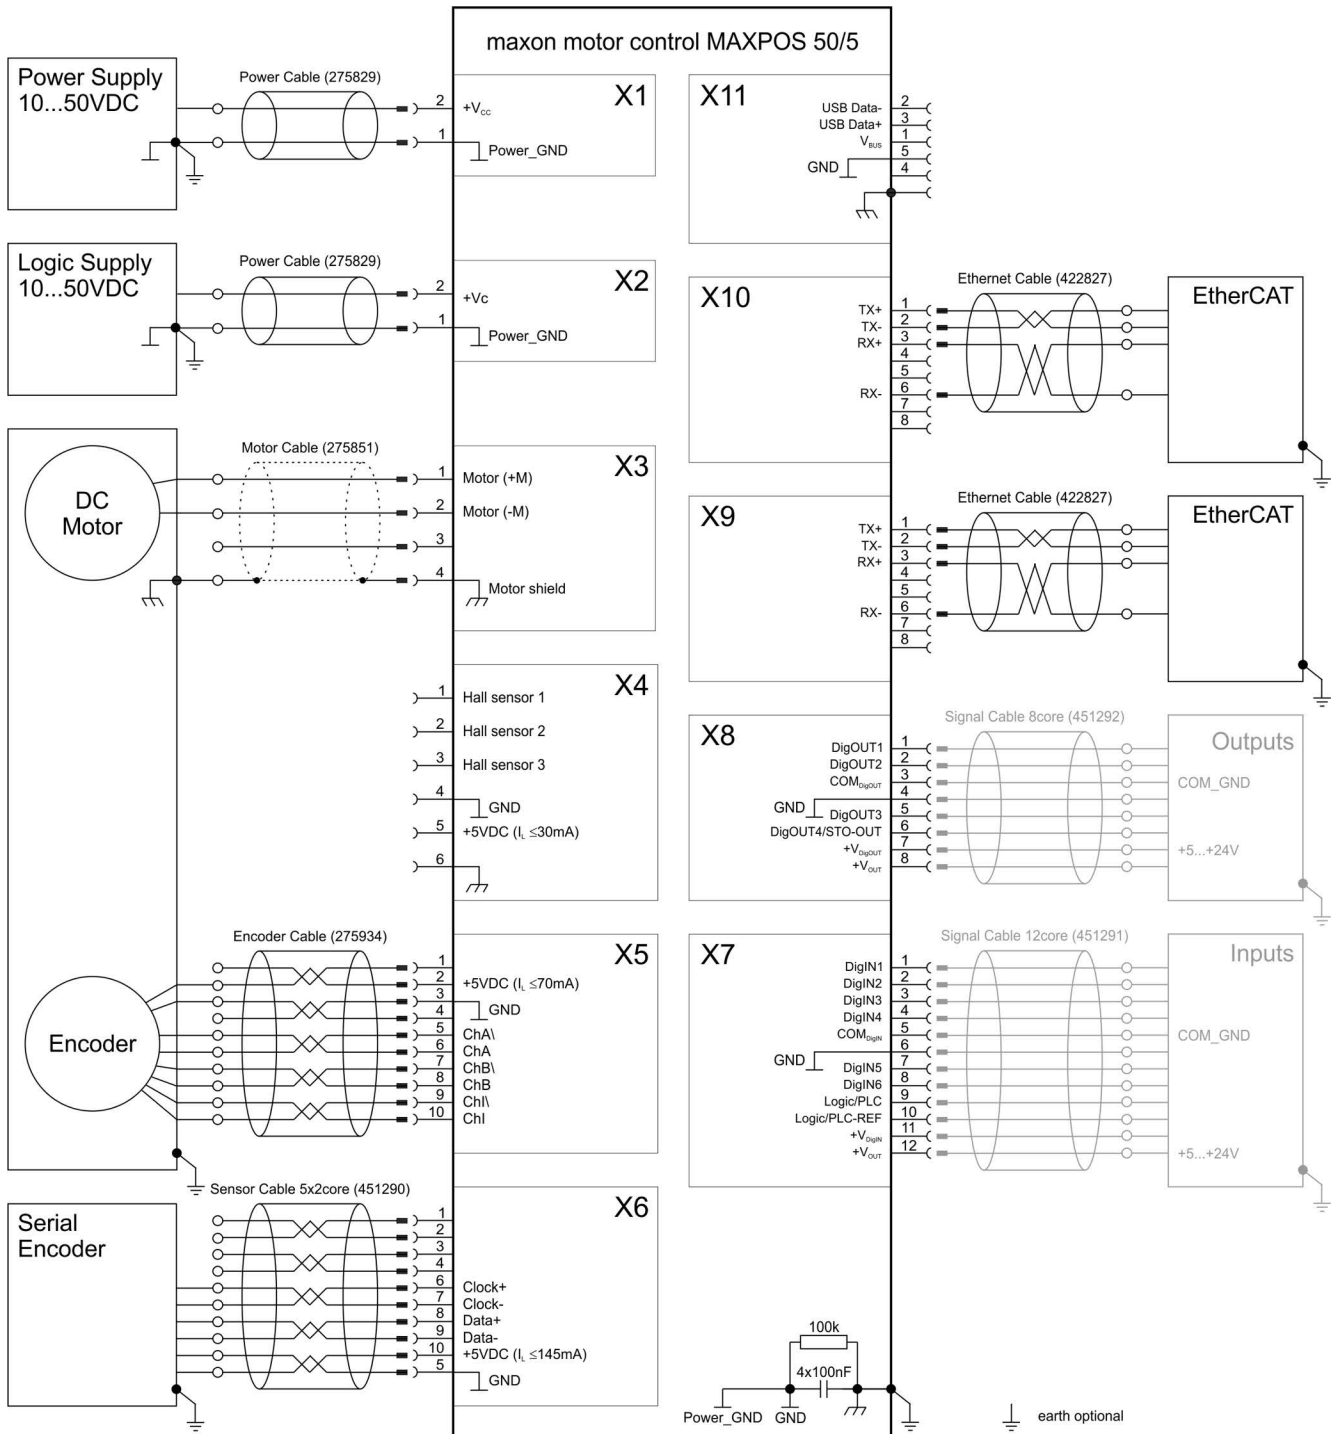 maxon motor control MAXPOS 50/5
Power Supply
10...50VDC
Power Cable (275829)
X1
2 +Vcc
1 Power_GND
Logic Supply
10...50VDC
Power Cable (275829)
X2
2 +Vc
1 Power_GND
DC
Motor
Motor Cable (275851)
X3
1 Motor (+M)
2 Motor (-M)
3
4 Motor shield
X4
1 Hall sensor 1
2 Hall sensor 2
3 Hall sensor 3
4 GND
5 +5VDC (IL ≤30mA)
6
Encoder
Encoder Cable (275934)
X5
1
2 +5VDC (IL ≤70mA)
3 GND
4
5 ChA\
6 ChA
7 ChB\
8 ChB
9 ChI\
10 ChI
Serial
Encoder
Sensor Cable 5x2core (451290)
X6
1
2
3
4
6 Clock+
7 Clock-
8 Data+
9 Data-
10 +5VDC (IL ≤145mA)
5 GND
X11
USB Data- 2
USB Data+ 3
VBUS 1
GND 5
4
X10
Ethernet Cable (422827)
EtherCAT
TX+ 1
TX- 2
RX+ 3
4
5
RX- 6
7
8
X9
Ethernet Cable (422827)
EtherCAT
TX+ 1
TX- 2
RX+ 3
4
5
RX- 6
7
8
X8
Signal Cable 8core (451292)
Outputs
DigOUT1 1
DigOUT2 2
COMDigOUT 3 COM_GND
GND 4
DigOUT3 5
DigOUT4/STO-OUT 6
+VDigOUT 7 +5...+24V
+VOUT 8
X7
Signal Cable 12core (451291)
Inputs
DigIN1 1
DigIN2 2
DigIN3 3
DigIN4 4
COMDigIN 5 COM_GND
GND 6
DigIN5 7
DigIN6 8
Logic/PLC 9
Logic/PLC-REF 10
+VDigIN 11
+VOUT 12 +5...+24V
100k
4x100nF
Power_GND GND
earth optional